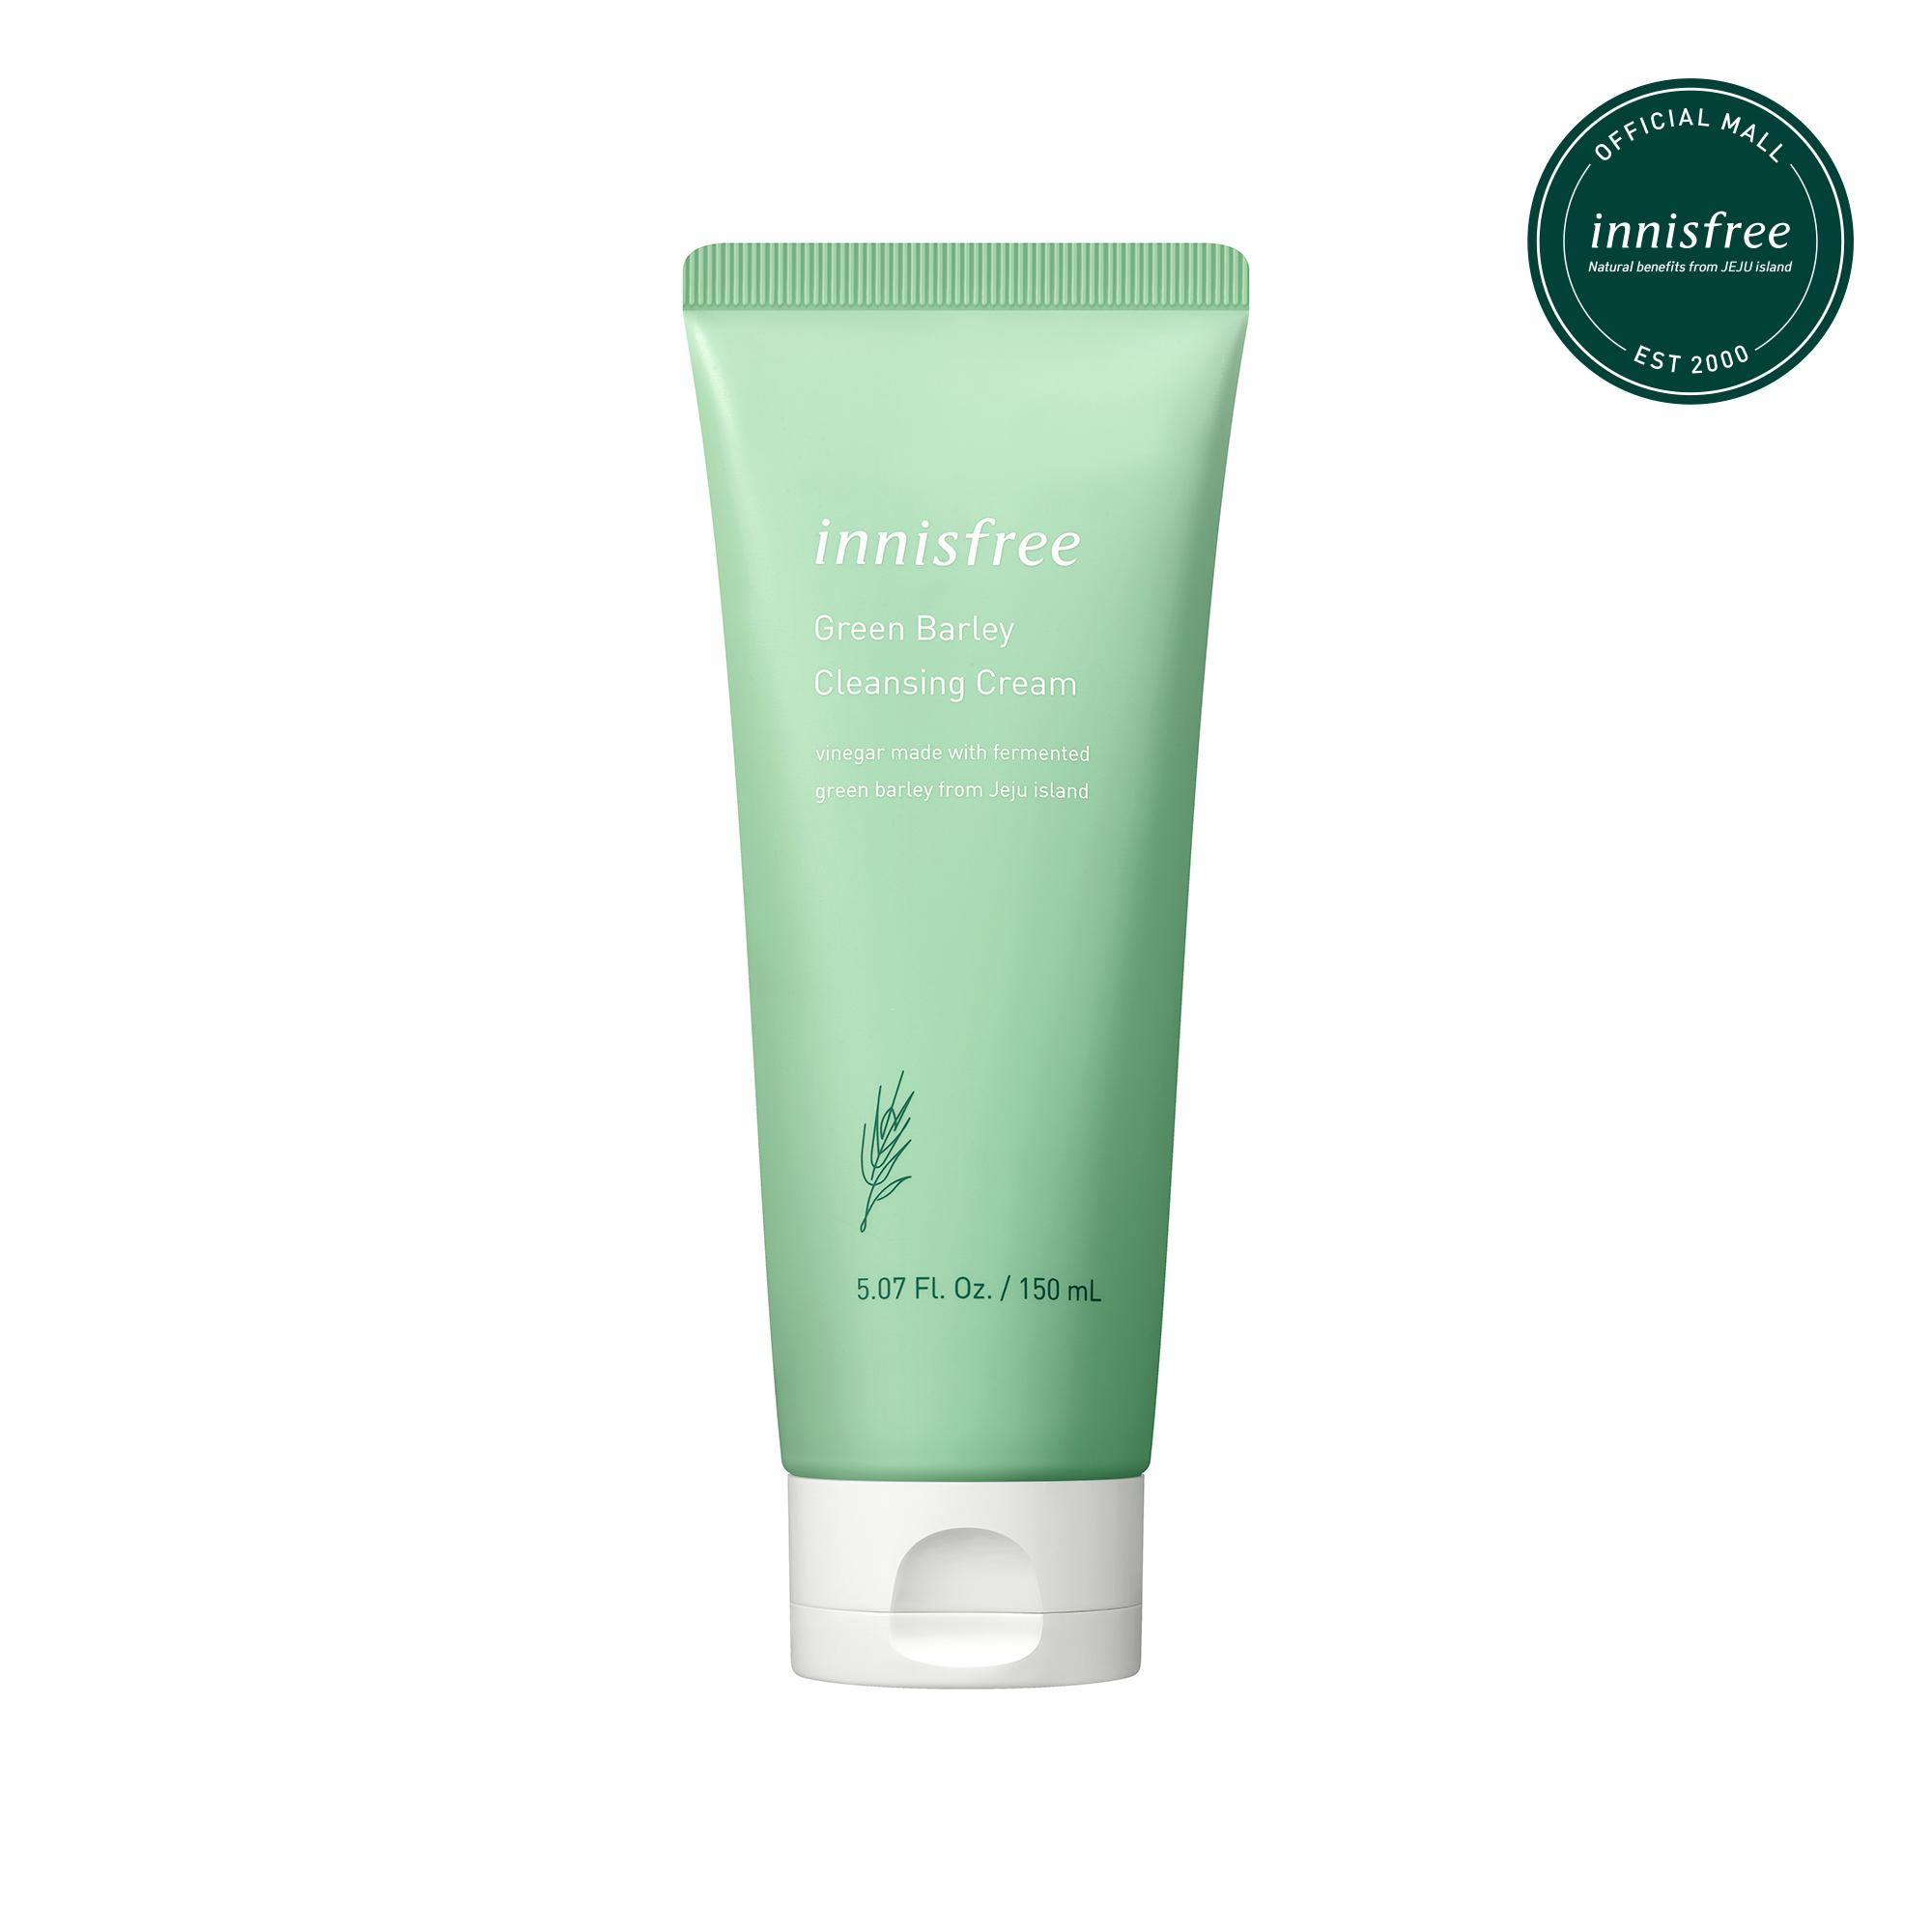 OFFICIAL MALL
innisfree
Natural benefits from JEJU island
EST 2000
innisfree
Green Barley
Cleansing Cream
vinegar made with fermented
green barley from Jeju island
5.07 Fl. Oz. / 150 mL